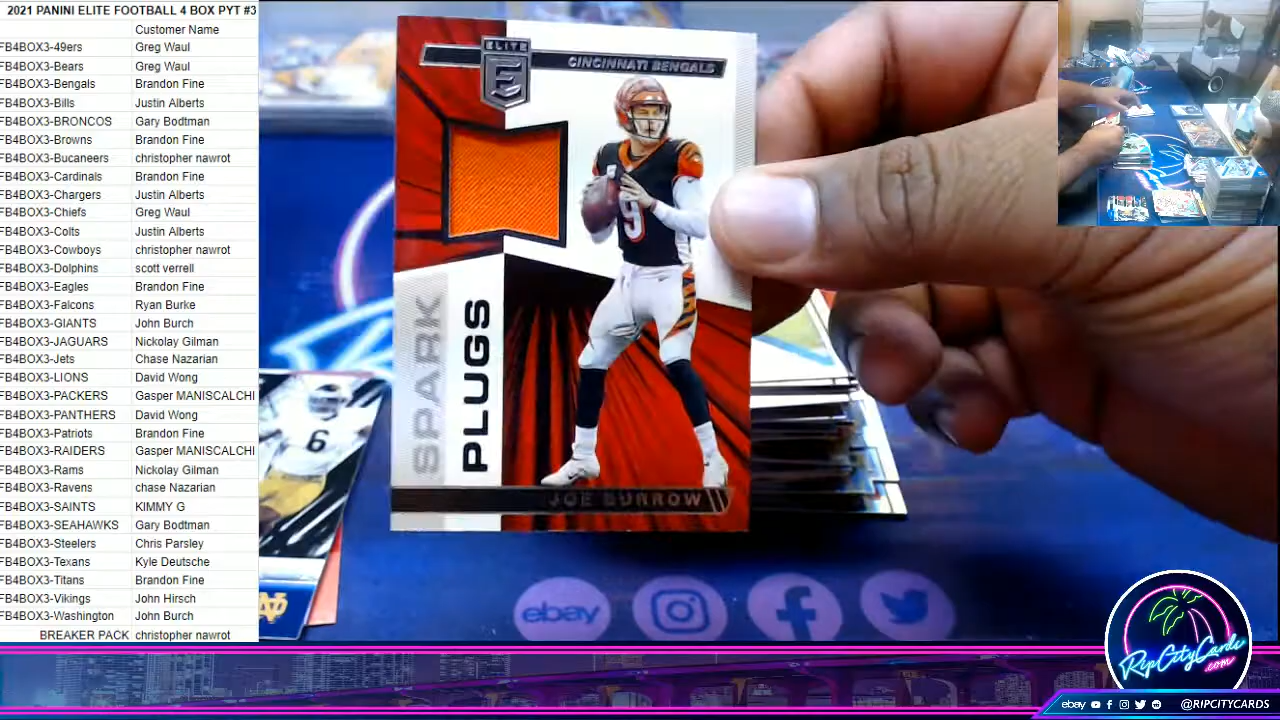 2021 PANINI ELITE FOOTBALL 4 BOX PYT #3
Customer Name
FB4BOX3-49ers Greg Waul
FB4BOX3-Bears Greg Waul
FB4BOX3-Bengals Brandon Fine
FB4BOX3-Bills Justin Alberts
FB4BOX3-BRONCOS Gary Bodtman
FB4BOX3-Browns Brandon Fine
FB4BOX3-Bucaneers christopher nawrot
FB4BOX3-Cardinals Brandon Fine
FB4BOX3-Chargers Justin Alberts
FB4BOX3-Chiefs Greg Waul
FB4BOX3-Colts Justin Alberts
FB4BOX3-Cowboys christopher nawrot
FB4BOX3-Dolphins scott verrell
FB4BOX3-Eagles Brandon Fine
FB4BOX3-Falcons Ryan Burke
FB4BOX3-GIANTS John Burch
FB4BOX3-JAGUARS Nickolay Gilman
FB4BOX3-Jets Chase Nazarian
FB4BOX3-LIONS David Wong
FB4BOX3-PACKERS Gasper MANISCALCHI
FB4BOX3-PANTHERS David Wong
FB4BOX3-Patriots Brandon Fine
FB4BOX3-RAIDERS Gasper MANISCALCHI
FB4BOX3-Rams Nickolay Gilman
FB4BOX3-Ravens chase Nazarian
FB4BOX3-SAINTS KIMMY G
FB4BOX3-SEAHAWKS Gary Bodtman
FB4BOX3-Steelers Chris Parsley
FB4BOX3-Texans Kyle Deutsche
FB4BOX3-Titans Brandon Fine
FB4BOX3-Vikings John Hirsch
FB4BOX3-Washington John Burch
BREAKER PACK christopher nawrot
ELITE
E
CINCINNATI BENGALS
9
SPARK
PLUGS
JOE BURROW
6
ND
ebay
RipCityCards
.com
ebay @RIPCITYCARDS